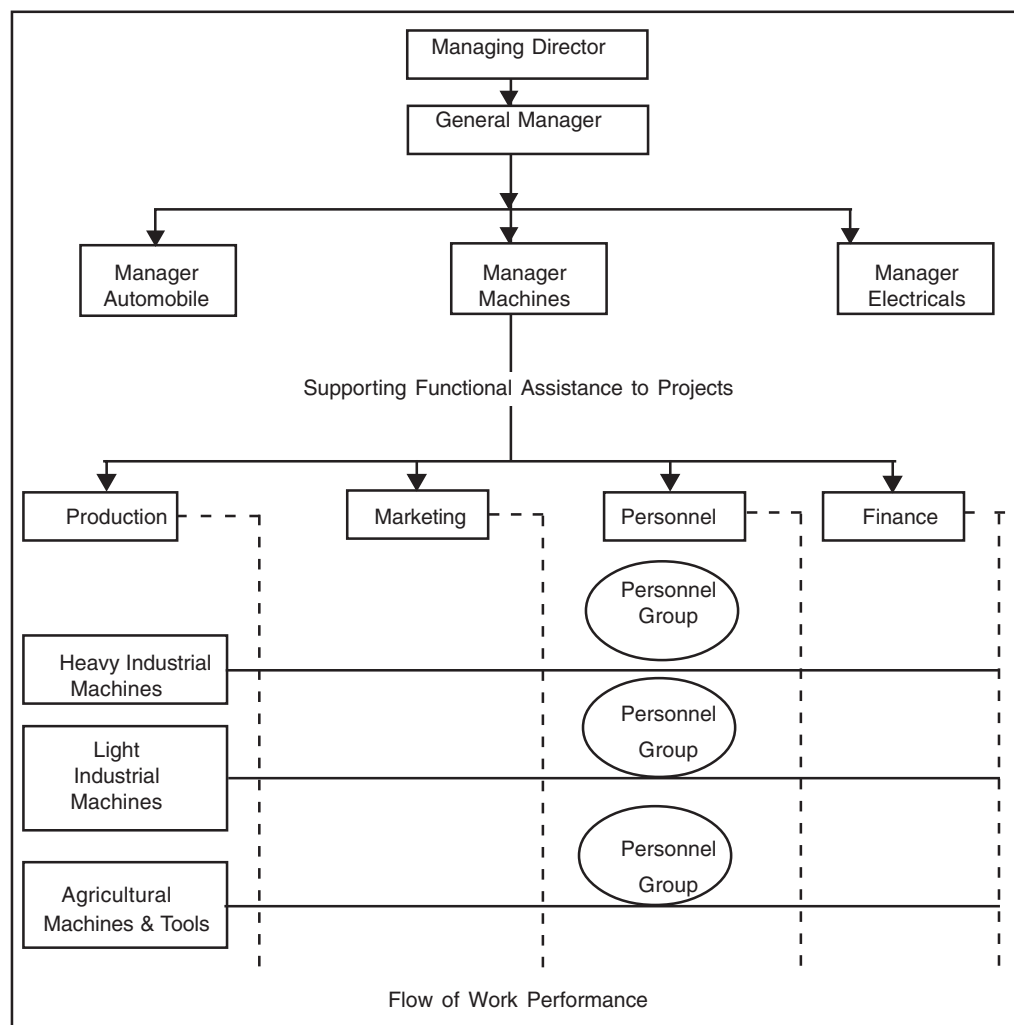 Managing Director
General Manager
Manager
Automobile
Manager
Machines
Manager
Electricals
Supporting Functional Assistance to Projects
Production
Marketing
Personnel
Finance
Personnel
Group
Heavy Industrial
Machines
Personnel
Group
Light
Industrial
Machines
Personnel
Group
Agricultural
Machines & Tools
Flow of Work Performance